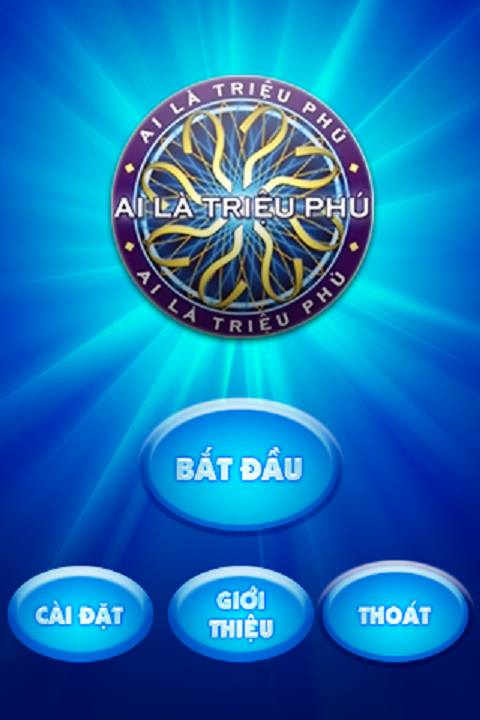 AI LÀ TRIỆU PHÚ
AI LÀ TRIỆU PHÚ
AI LÀ TRIỆU PHÚ
BẮT ĐẦU
CÀI ĐẶT
GIỚI
THIỆU
THOÁT